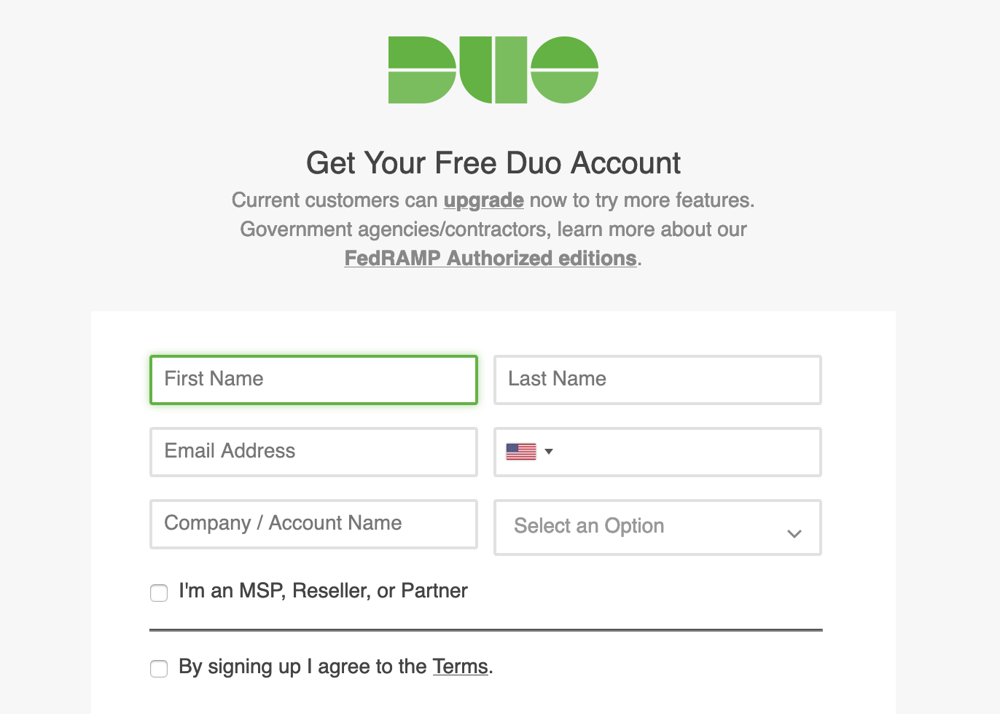 DUO
Get Your Free Duo Account
Current customers can upgrade now to try more features.
Government agencies/contractors, learn more about our
FedRAMP Authorized editions.
First Name
Last Name
Email Address
Company / Account Name
Select an Option
I'm an MSP, Reseller, or Partner
By signing up I agree to the Terms.